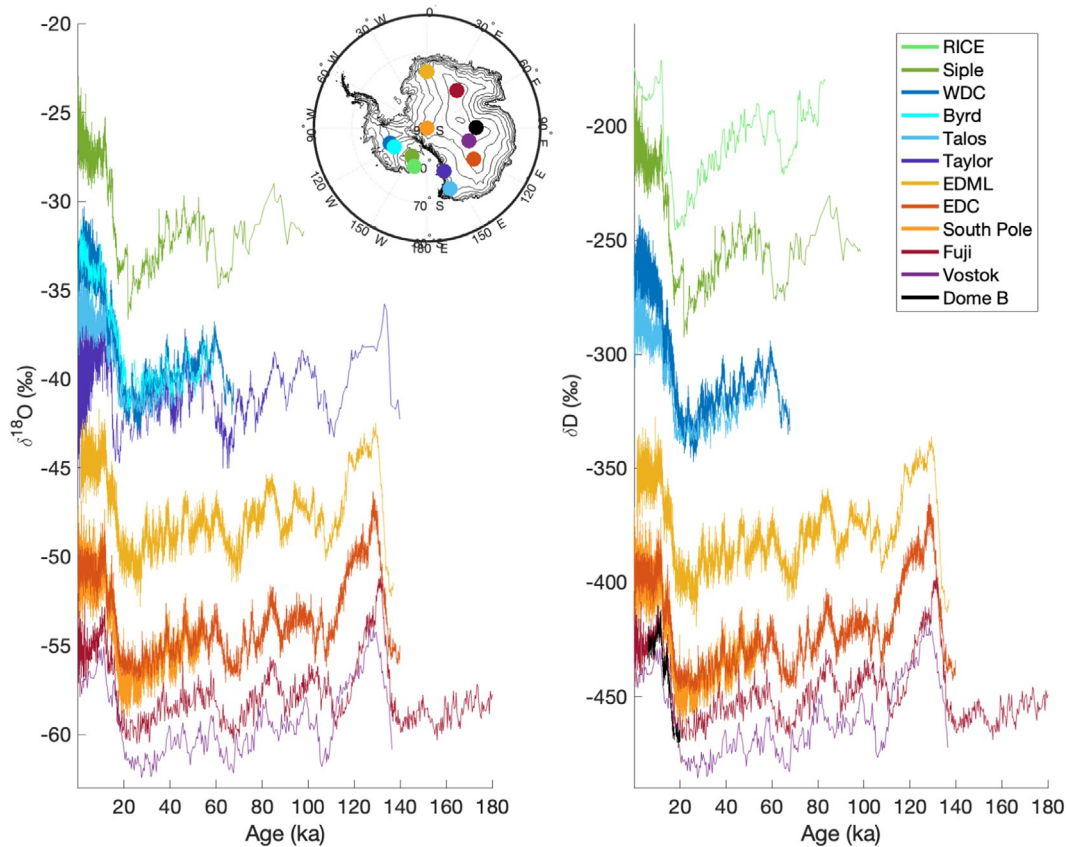 -20
-25
-30
-35
-40
-45
-50
-55
-60
δ18O (‰)
20 40 60 80 100 120 140 160 180
Age (ka)
0°
30° E
60° E
90° E
120° E
150° E
180° E
150° W
120° W
90° W
60° W
30° W
70° S
-200
-250
-300
-350
-400
-450
δD (‰)
20 40 60 80 100 120 140 160 180
Age (ka)
RICE
Siple
WDC
Byrd
Talos
Taylor
EDML
EDC
South Pole
Fuji
Vostok
Dome B